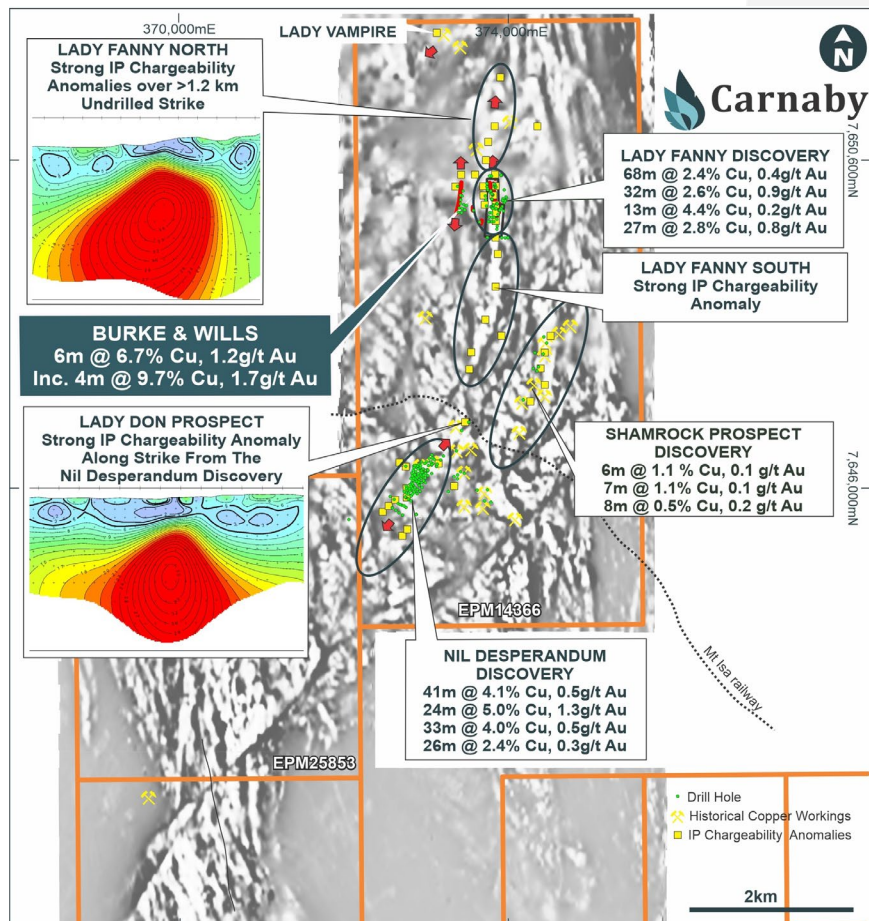 370,000mE
374,000mE
LADY VAMPIRE
N
Carnaby
LADY FANNY NORTH
Strong IP Chargeability
Anomalies over >1.2 km
Undrilled Strike
7,650,600mN
LADY FANNY DISCOVERY
68m @ 2.4% Cu, 0.4g/t Au
32m @ 2.6% Cu, 0.9g/t Au
13m @ 4.4% Cu, 0.2g/t Au
27m @ 2.8% Cu, 0.8g/t Au
LADY FANNY SOUTH
Strong IP Chargeability
Anomaly
BURKE & WILLS
6m @ 6.7% Cu, 1.2g/t Au
Inc. 4m @ 9.7% Cu, 1.7g/t Au
LADY DON PROSPECT
Strong IP Chargeability Anomaly
Along Strike From The
Nil Desperandum Discovery
SHAMROCK PROSPECT
DISCOVERY
6m @ 1.1 % Cu, 0.1 g/t Au
7m @ 1.1% Cu, 0.1 g/t Au
8m @ 0.5% Cu, 0.2 g/t Au
7,646,000mN
EPM14366
NIL DESPERANDUM
DISCOVERY
41m @ 4.1% Cu, 0.5g/t Au
24m @ 5.0% Cu, 1.3g/t Au
33m @ 4.0% Cu, 0.5g/t Au
26m @ 2.4% Cu, 0.3g/t Au
Mt Isa railway
EPM25853
Drill Hole
Historical Copper Workings
IP Chargeability Anomalies
2km